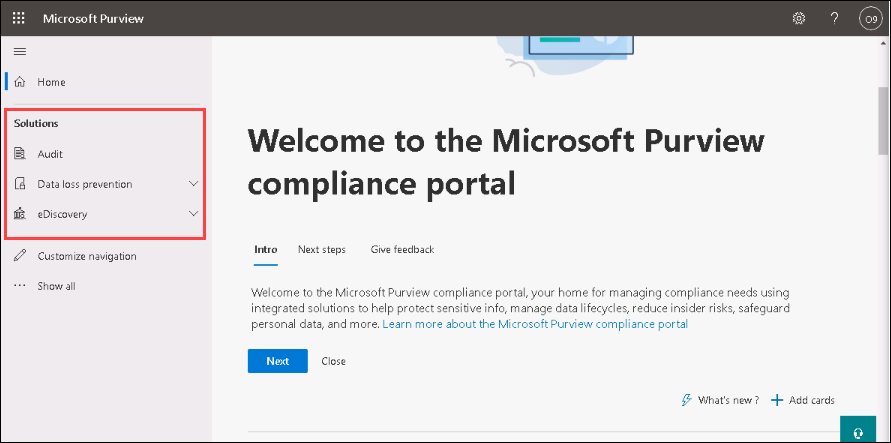 Microsoft Purview
? O9
Home
Solutions
Audit
Data loss prevention
eDiscovery
Customize navigation
Show all
Welcome to the Microsoft Purview
compliance portal
Intro Next steps Give feedback
Welcome to the Microsoft Purview compliance portal, your home for managing compliance needs using
integrated solutions to help protect sensitive info, manage data lifecycles, reduce insider risks, safeguard
personal data, and more. Learn more about the Microsoft Purview compliance portal
Next Close
What's new ? Add cards